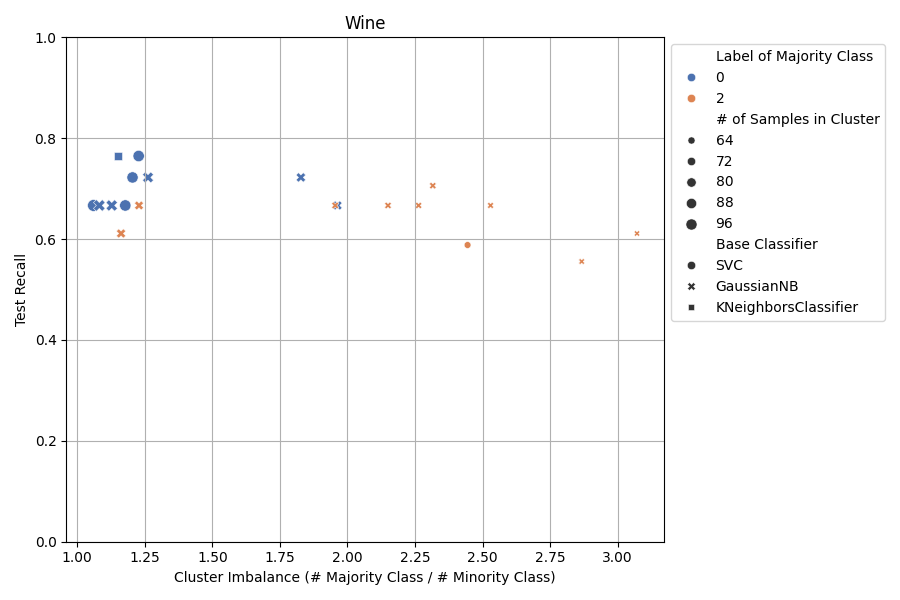 Wine
1.0
0.8
0.6
0.4
0.2
0.0
Test Recall
1.00
1.25
1.50
1.75
2.00
2.25
2.50
2.75
3.00
Cluster Imbalance (# Majority Class / # Minority Class)
Label of Majority Class
0
2
# of Samples in Cluster
64
72
80
88
96
Base Classifier
SVC
GaussianNB
KNeighborsClassifier